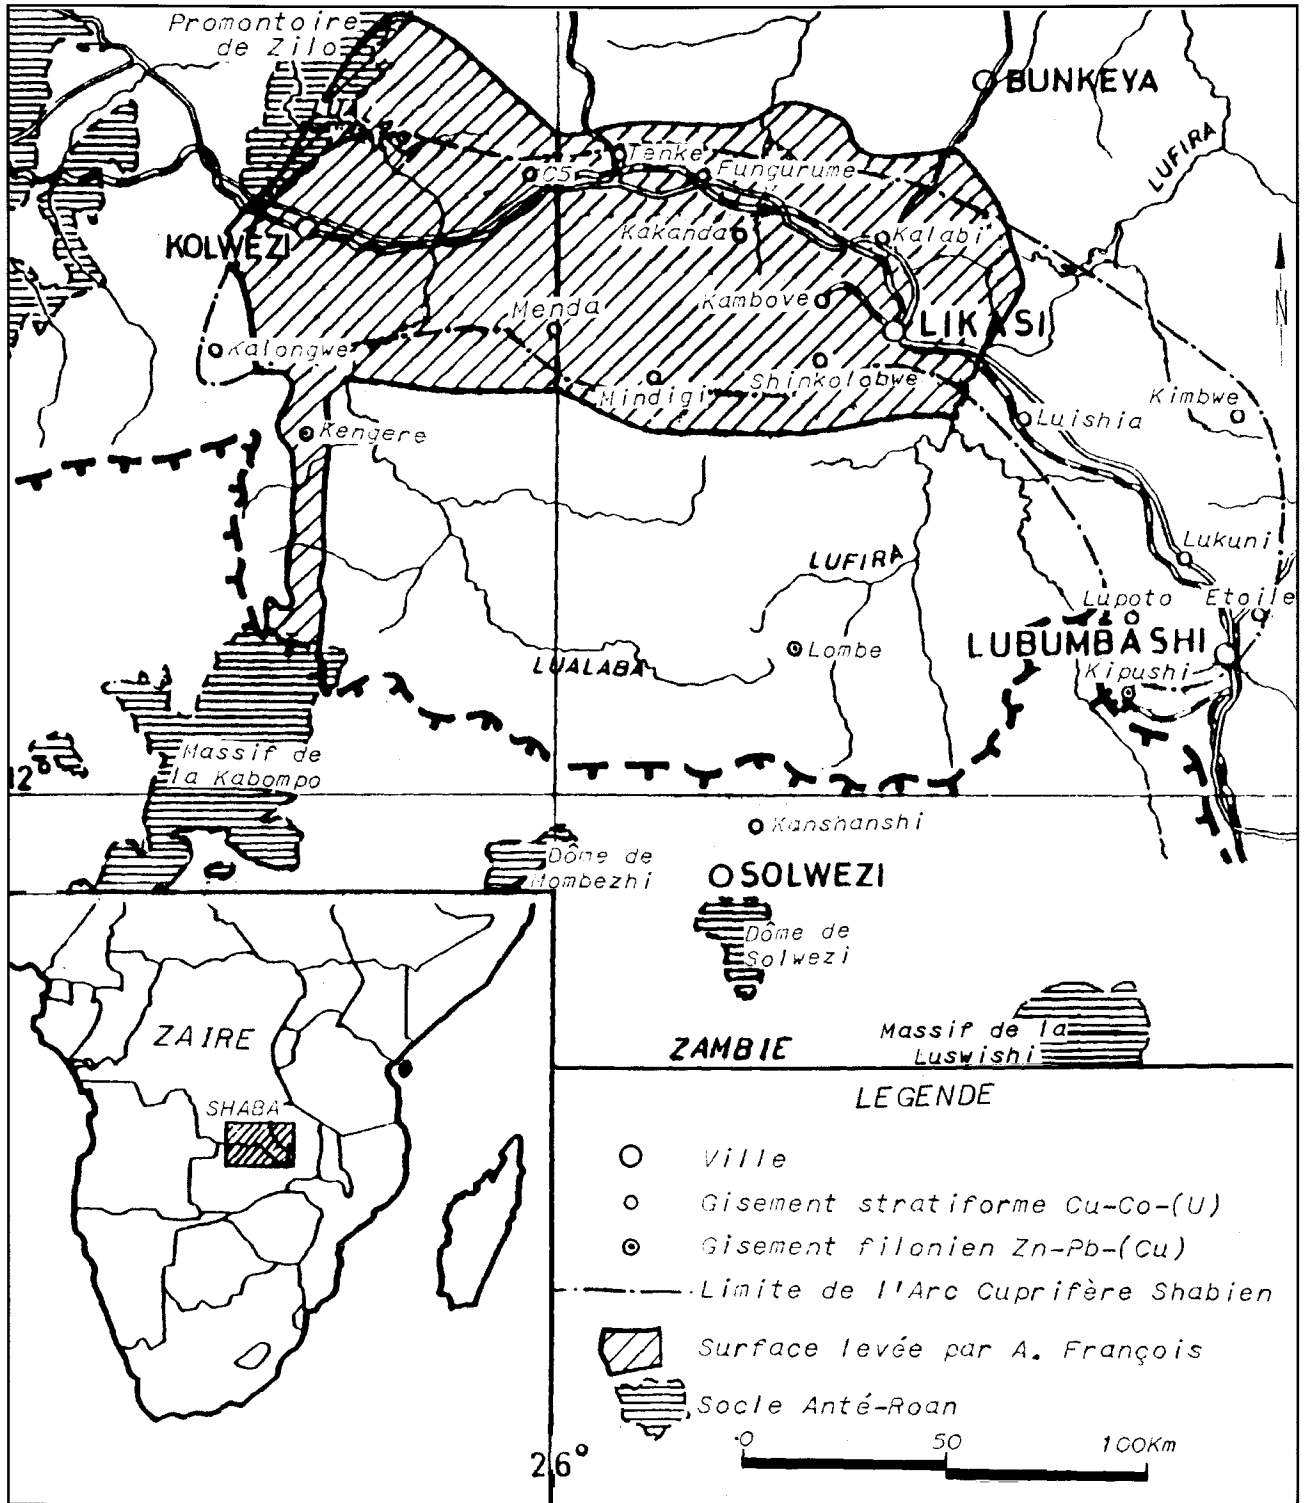 Promontoire
de Zilo
BUNKEYA
LUFIRA
Tenke
CS
Fungurume
KOLWEZI
Kakanda
Kalabi
N
Menda
Kambove
LIKASI
Kalongwe
Mindigi
Shinkolobwe
Kimbwe
Luishia
Kengere
Lukuni
LUFIRA
Lupoto
Etoile
LUALABA
Lombe
LUBUMBASHI
Kipushi
Massif de
la Kabompo
12°
Kanshanshi
Dôme de
Mombezhi
SOLWEZI
Dôme de
Solwezi
ZAMBIE
Massif de la
Luswishi
ZAIRE
SHABA
LEGENDE
Ville
Gisement stratiforme Cu-Co-(U)
Gisement filonien Zn-Pb-(Cu)
Limite de l'Arc Cuprifère Shabien
Surface levée par A. François
Socle Anté-Roan
0 50 100Km
26°